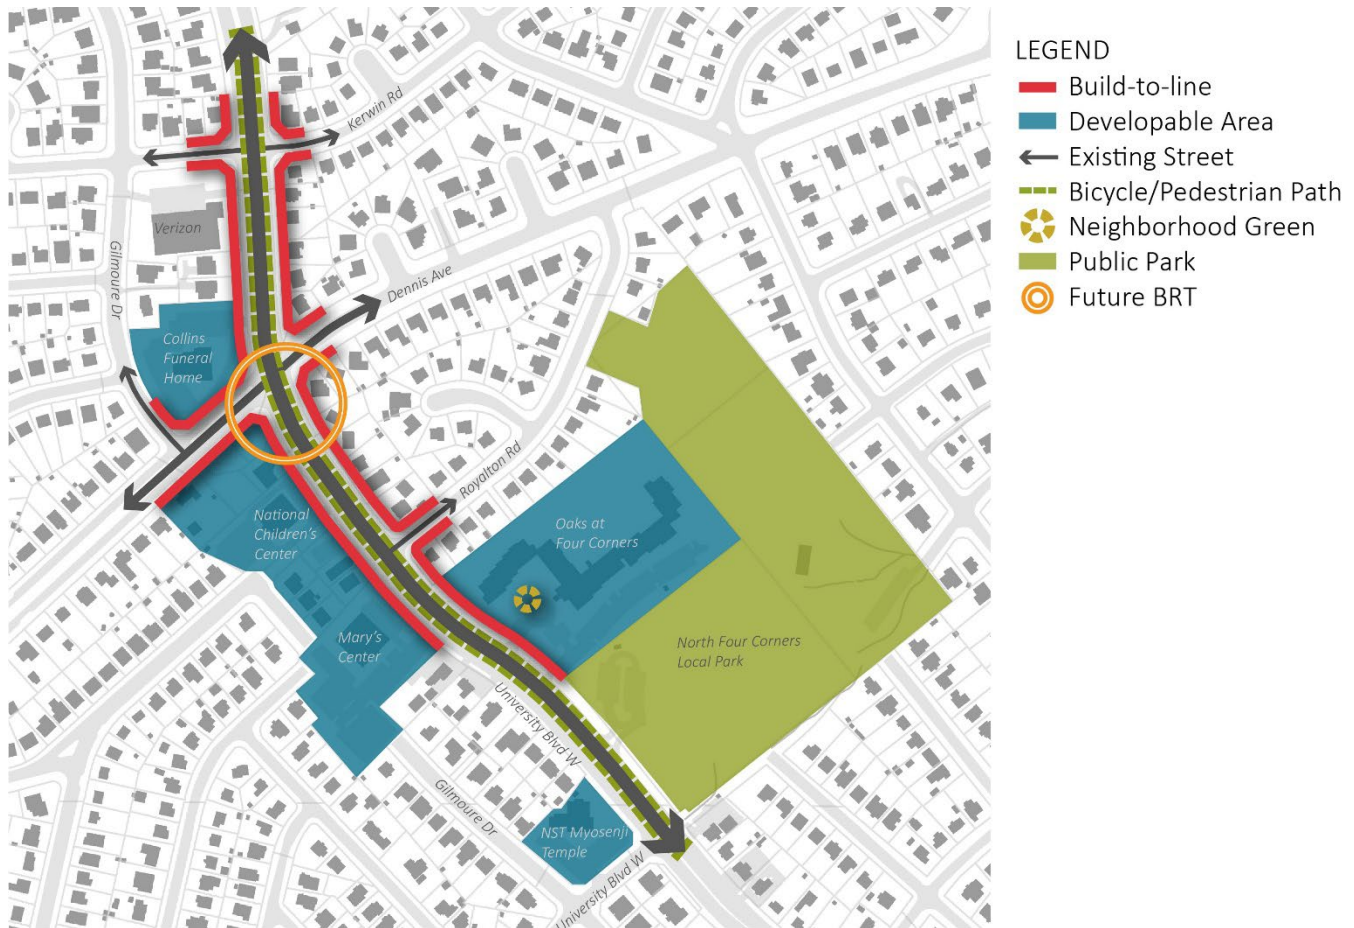 LEGEND
Build-to-line
Developable Area
Existing Street
Bicycle/Pedestrian Path
Neighborhood Green
Public Park
Future BRT
Kerwin Rd
Verizon
Gilmoure Dr
Dennis Ave
Collins
Funeral
Home
Royalton Rd
National
Children's
Center
Oaks at
Four Corners
Mary's
Center
North Four Corners
Local Park
University Blvd W
Gilmoure Dr
NST Myosenji
Temple
University Blvd W